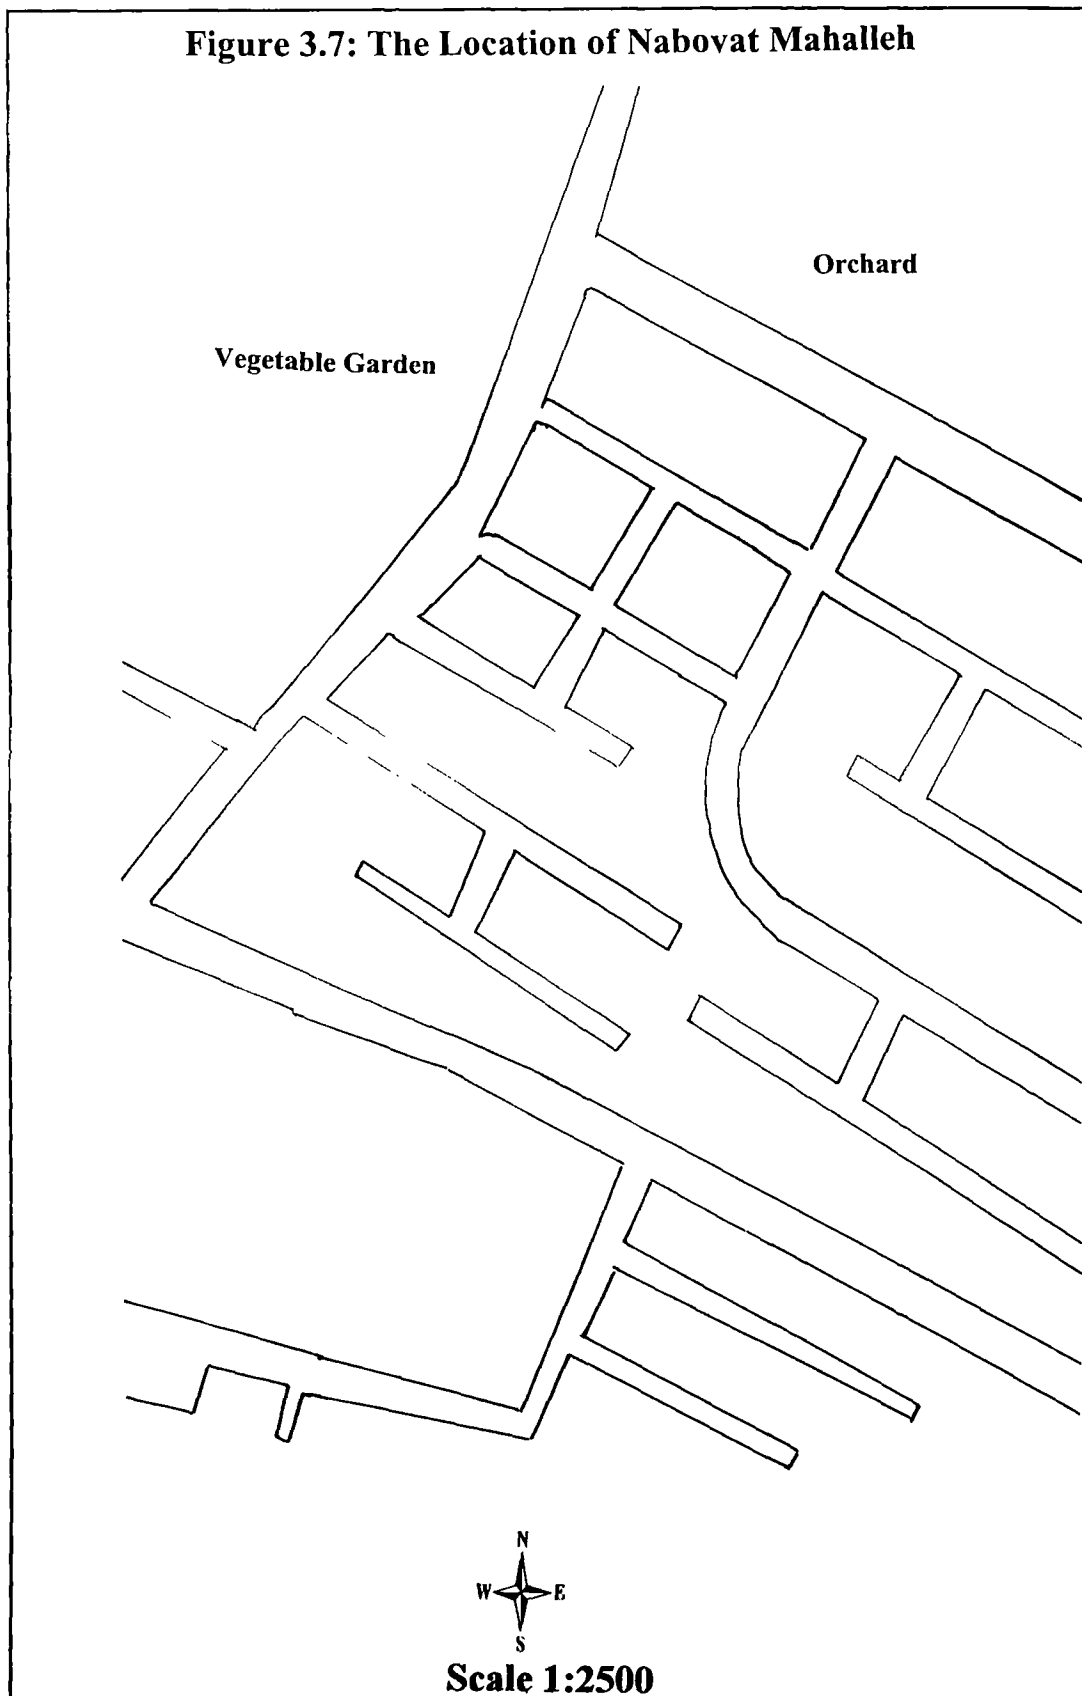 Figure 3.7: The Location of Nabovat Mahalleh
Orchard
Vegetable Garden
N
W E
S
Scale 1:2500